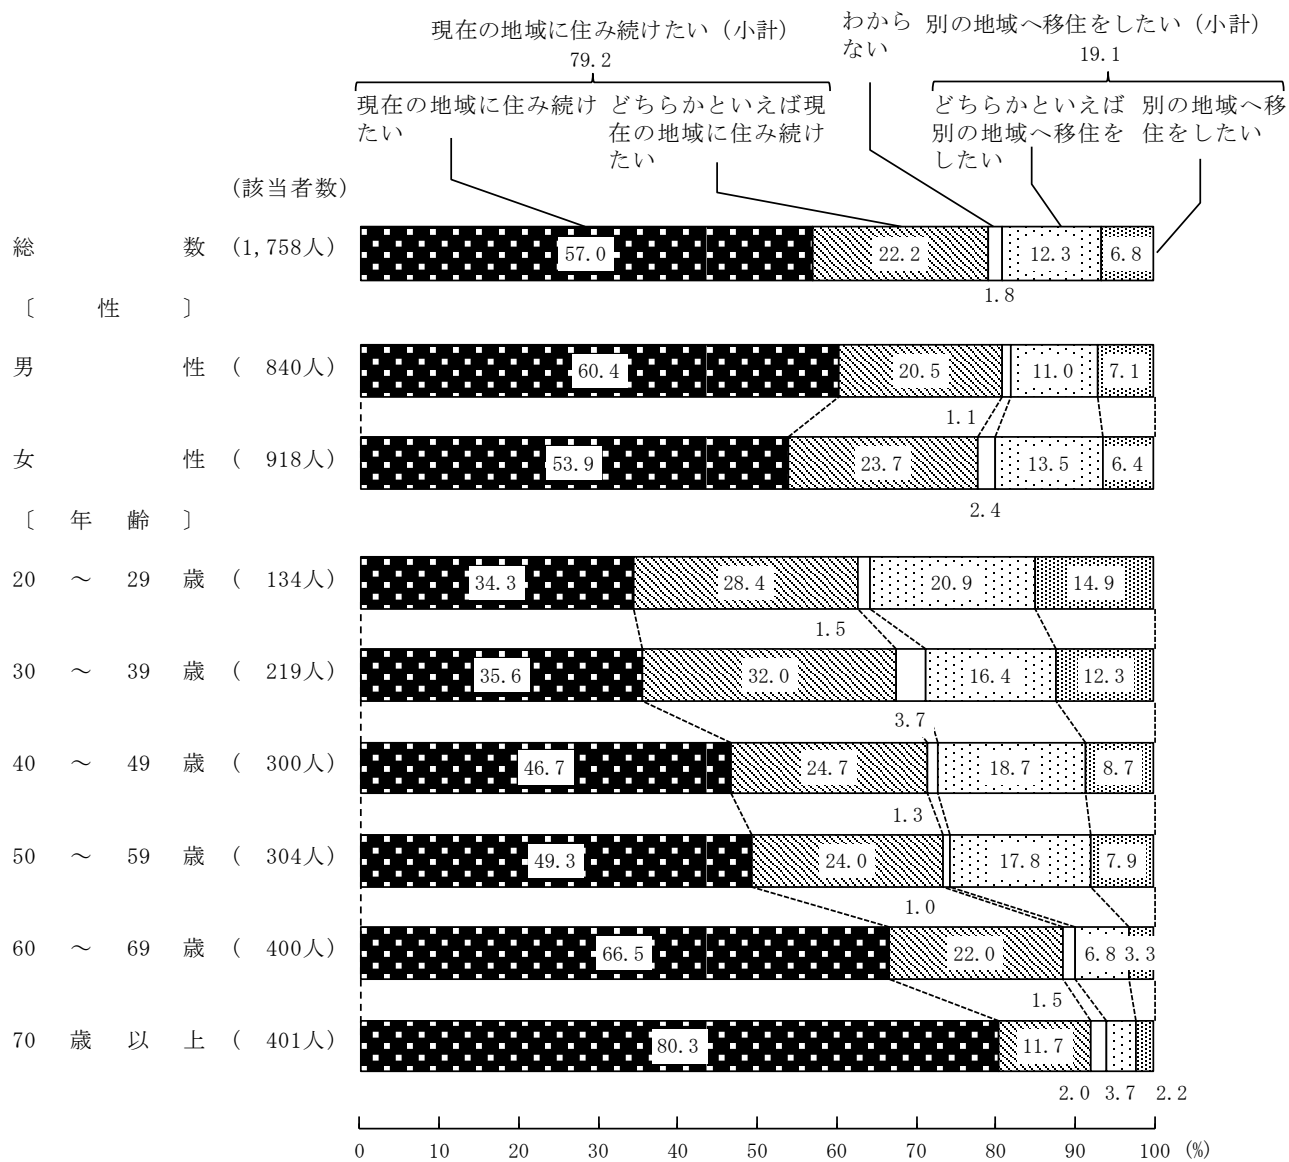 現在の地域に住み続けたい（小計）
79.2
わから
ない
別の地域へ移住をしたい（小計）
19.1
現在の地域に住み続け
たい
どちらかといえば現
在の地域に住み続け
たい
どちらかといえば
別の地域へ移住を
したい
別の地域へ移
住をしたい
(該当者数)
総　数 (1,758人) 57.0 22.2 12.3 6.8
1.8
〔　性　〕
男　性 ( 840人) 60.4 20.5 11.0 7.1
1.1
女　性 ( 918人) 53.9 23.7 13.5 6.4
2.4
〔 年 齢 〕
20 ～ 29 歳 ( 134人) 34.3 28.4 20.9 14.9
1.5
30 ～ 39 歳 ( 219人) 35.6 32.0 16.4 12.3
3.7
40 ～ 49 歳 ( 300人) 46.7 24.7 18.7 8.7
1.3
50 ～ 59 歳 ( 304人) 49.3 24.0 17.8 7.9
1.0
60 ～ 69 歳 ( 400人) 66.5 22.0 6.8 3.3
1.5
70 歳 以 上 ( 401人) 80.3 11.7
2.0 3.7 2.2
0 10 20 30 40 50 60 70 80 90 100 (%)